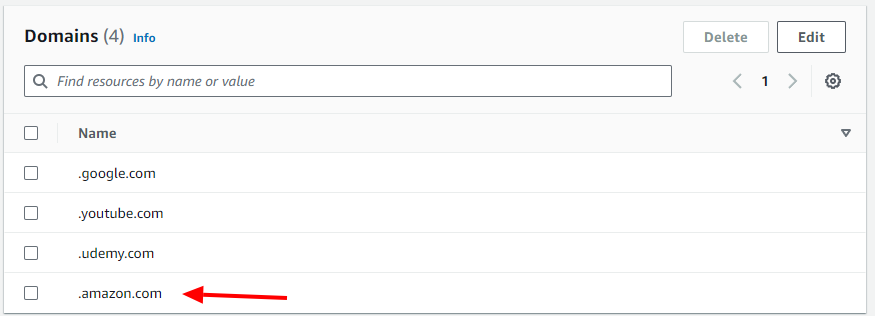 Domains (4) Info
Delete
Edit
Find resources by name or value
1
Name
.google.com
.youtube.com
.udemy.com
.amazon.com